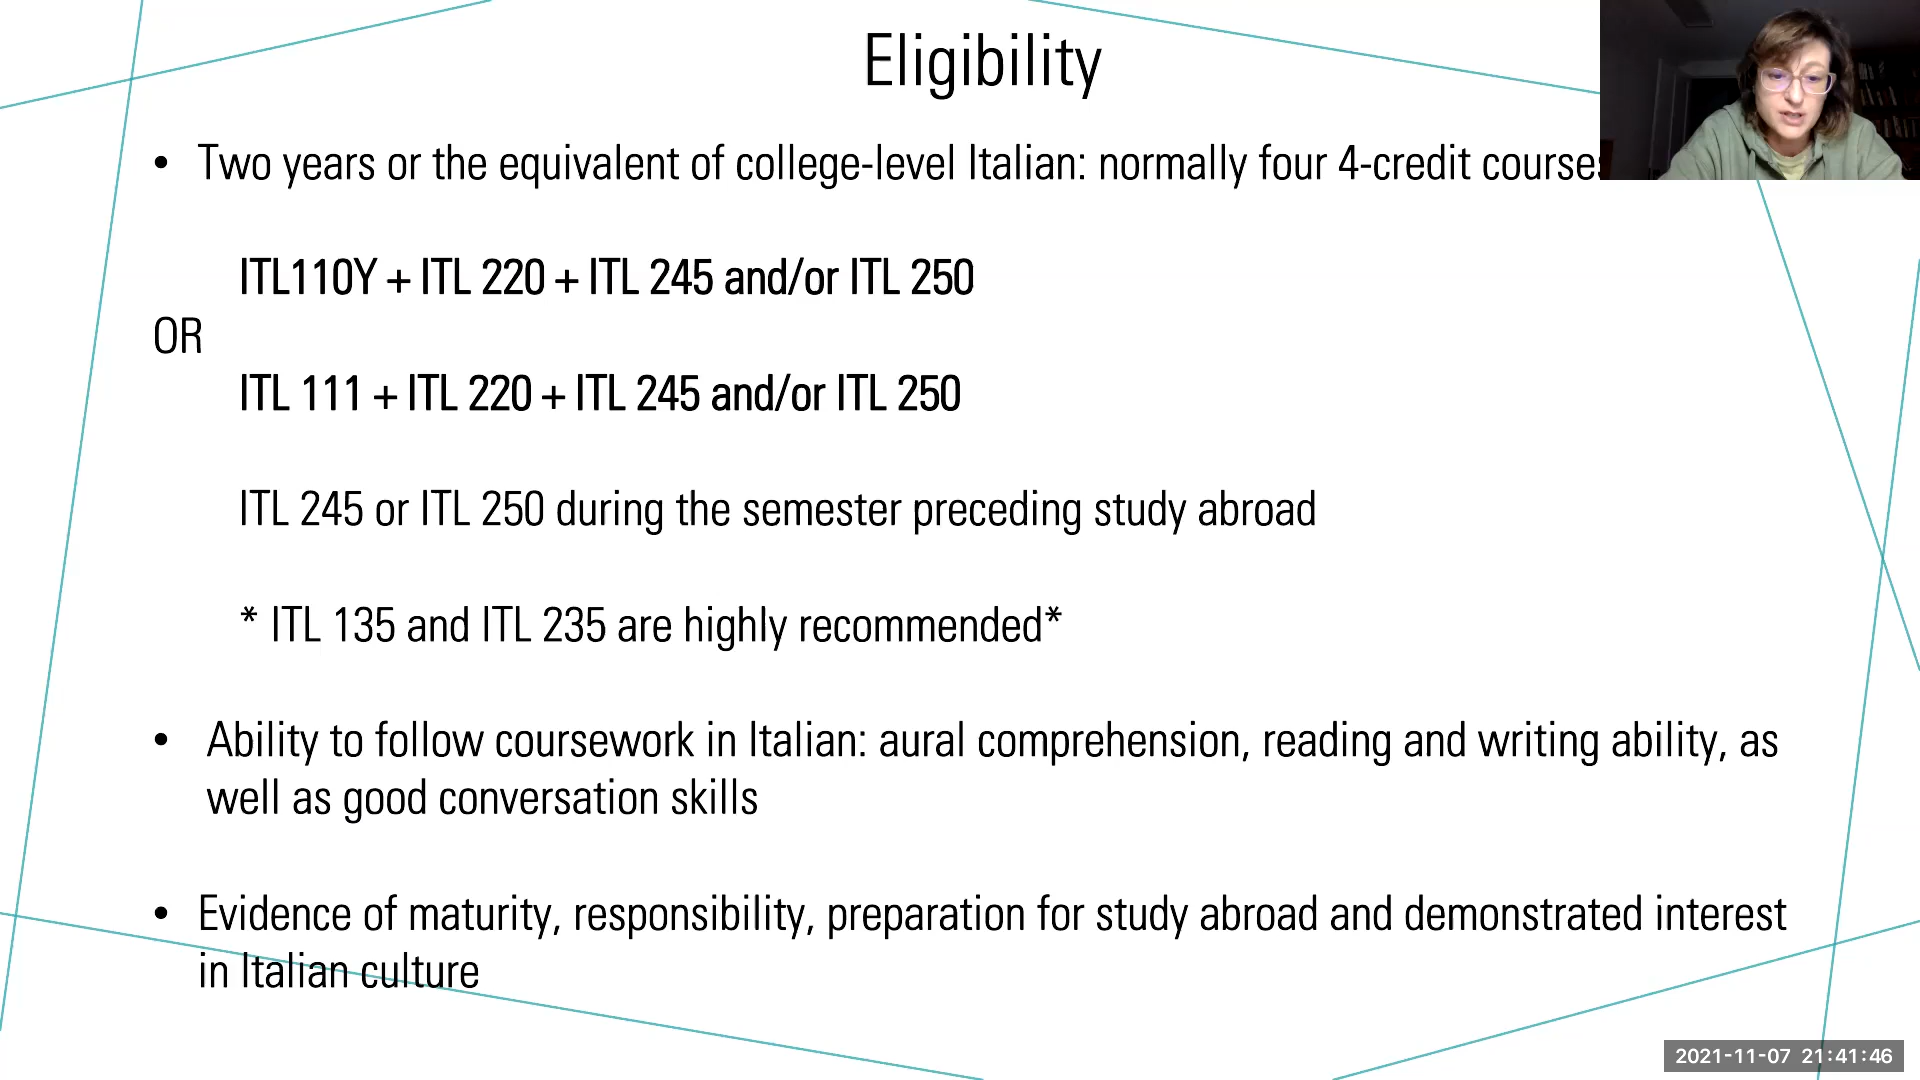 Eligibility
• Two years or the equivalent of college-level Italian: normally four 4-credit courses
ITL110Y + ITL 220 + ITL 245 and/or ITL 250
OR
ITL 111 + ITL 220 + ITL 245 and/or ITL 250
ITL 245 or ITL 250 during the semester preceding study abroad
* ITL 135 and ITL 235 are highly recommended*
• Ability to follow coursework in Italian: aural comprehension, reading and writing ability, as
well as good conversation skills
• Evidence of maturity, responsibility, preparation for study abroad and demonstrated interest
in Italian culture
2021-11-07 21:41:46